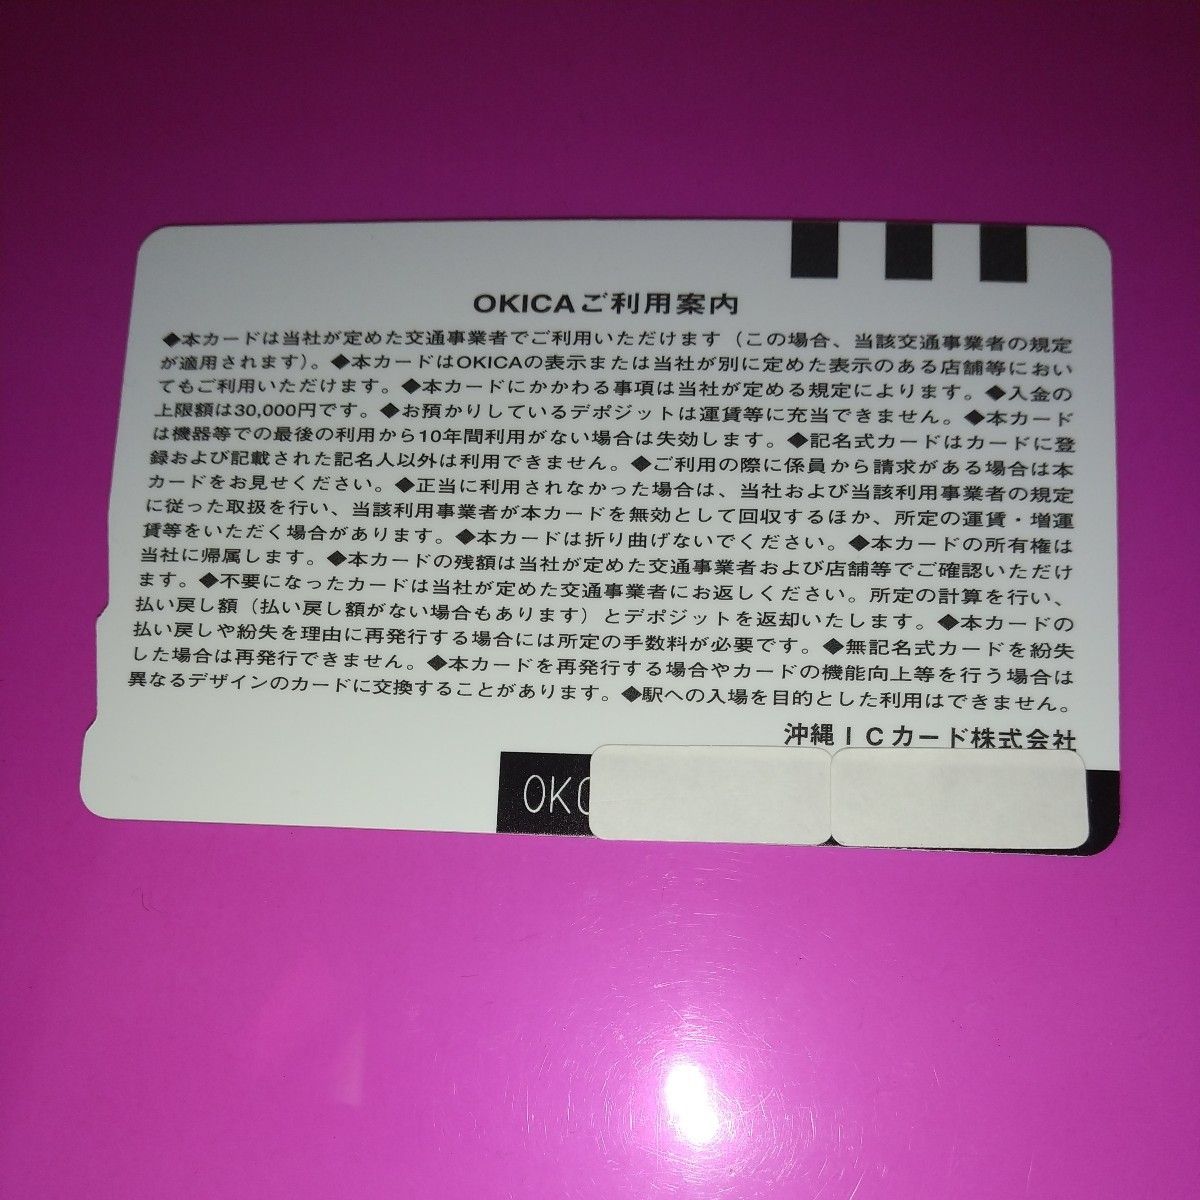 OKICAご利用案内
◆本カードは当社が定めた交通事業者でご利用いただけます（この場合、当該交通事業者の規定
が適用されます）。◆本カードはOKICAの表示または当社が別に定めた表示のある店舗等におい
てもご利用いただけます。◆本カードにかかわる事項は当社が定める規定によります。◆入金の
上限額は30,000円です。◆お預かりしているデポジットは運賃等に充当できません。◆本カード
は機器等での最後の利用から10年間利用がない場合は失効します。◆記名式カードはカードに登
録および記載された記名人以外は利用できません。◆ご利用の際に係員から請求がある場合は本
カードをお見せください。◆正当に利用されなかった場合は、当社および当該利用事業者の規定
に従った取扱を行い、当該利用事業者が本カードを無効として回収するほか、所定の運賃・増運
賃等をいただく場合があります。◆本カードは折り曲げないでください。◆本カードの所有権は
当社に帰属します。◆本カードの残額は当社が定めた交通事業者および店舗等でご確認いただけ
ます。◆不要になったカードは当社が定めた交通事業者にお返しください。所定の計算を行い、
払い戻し額（払い戻し額がない場合もあります）とデポジットを返却いたします。◆本カードの
払い戻しや紛失を理由に再発行する場合には所定の手数料が必要です。◆無記名式カードを紛失
した場合は再発行できません。◆本カードを再発行する場合やカードの機能向上等を行う場合は
異なるデザインのカードに交換することがあります。◆駅への入場を目的とした利用はできません。
沖縄ＩＣカード株式会社
OK